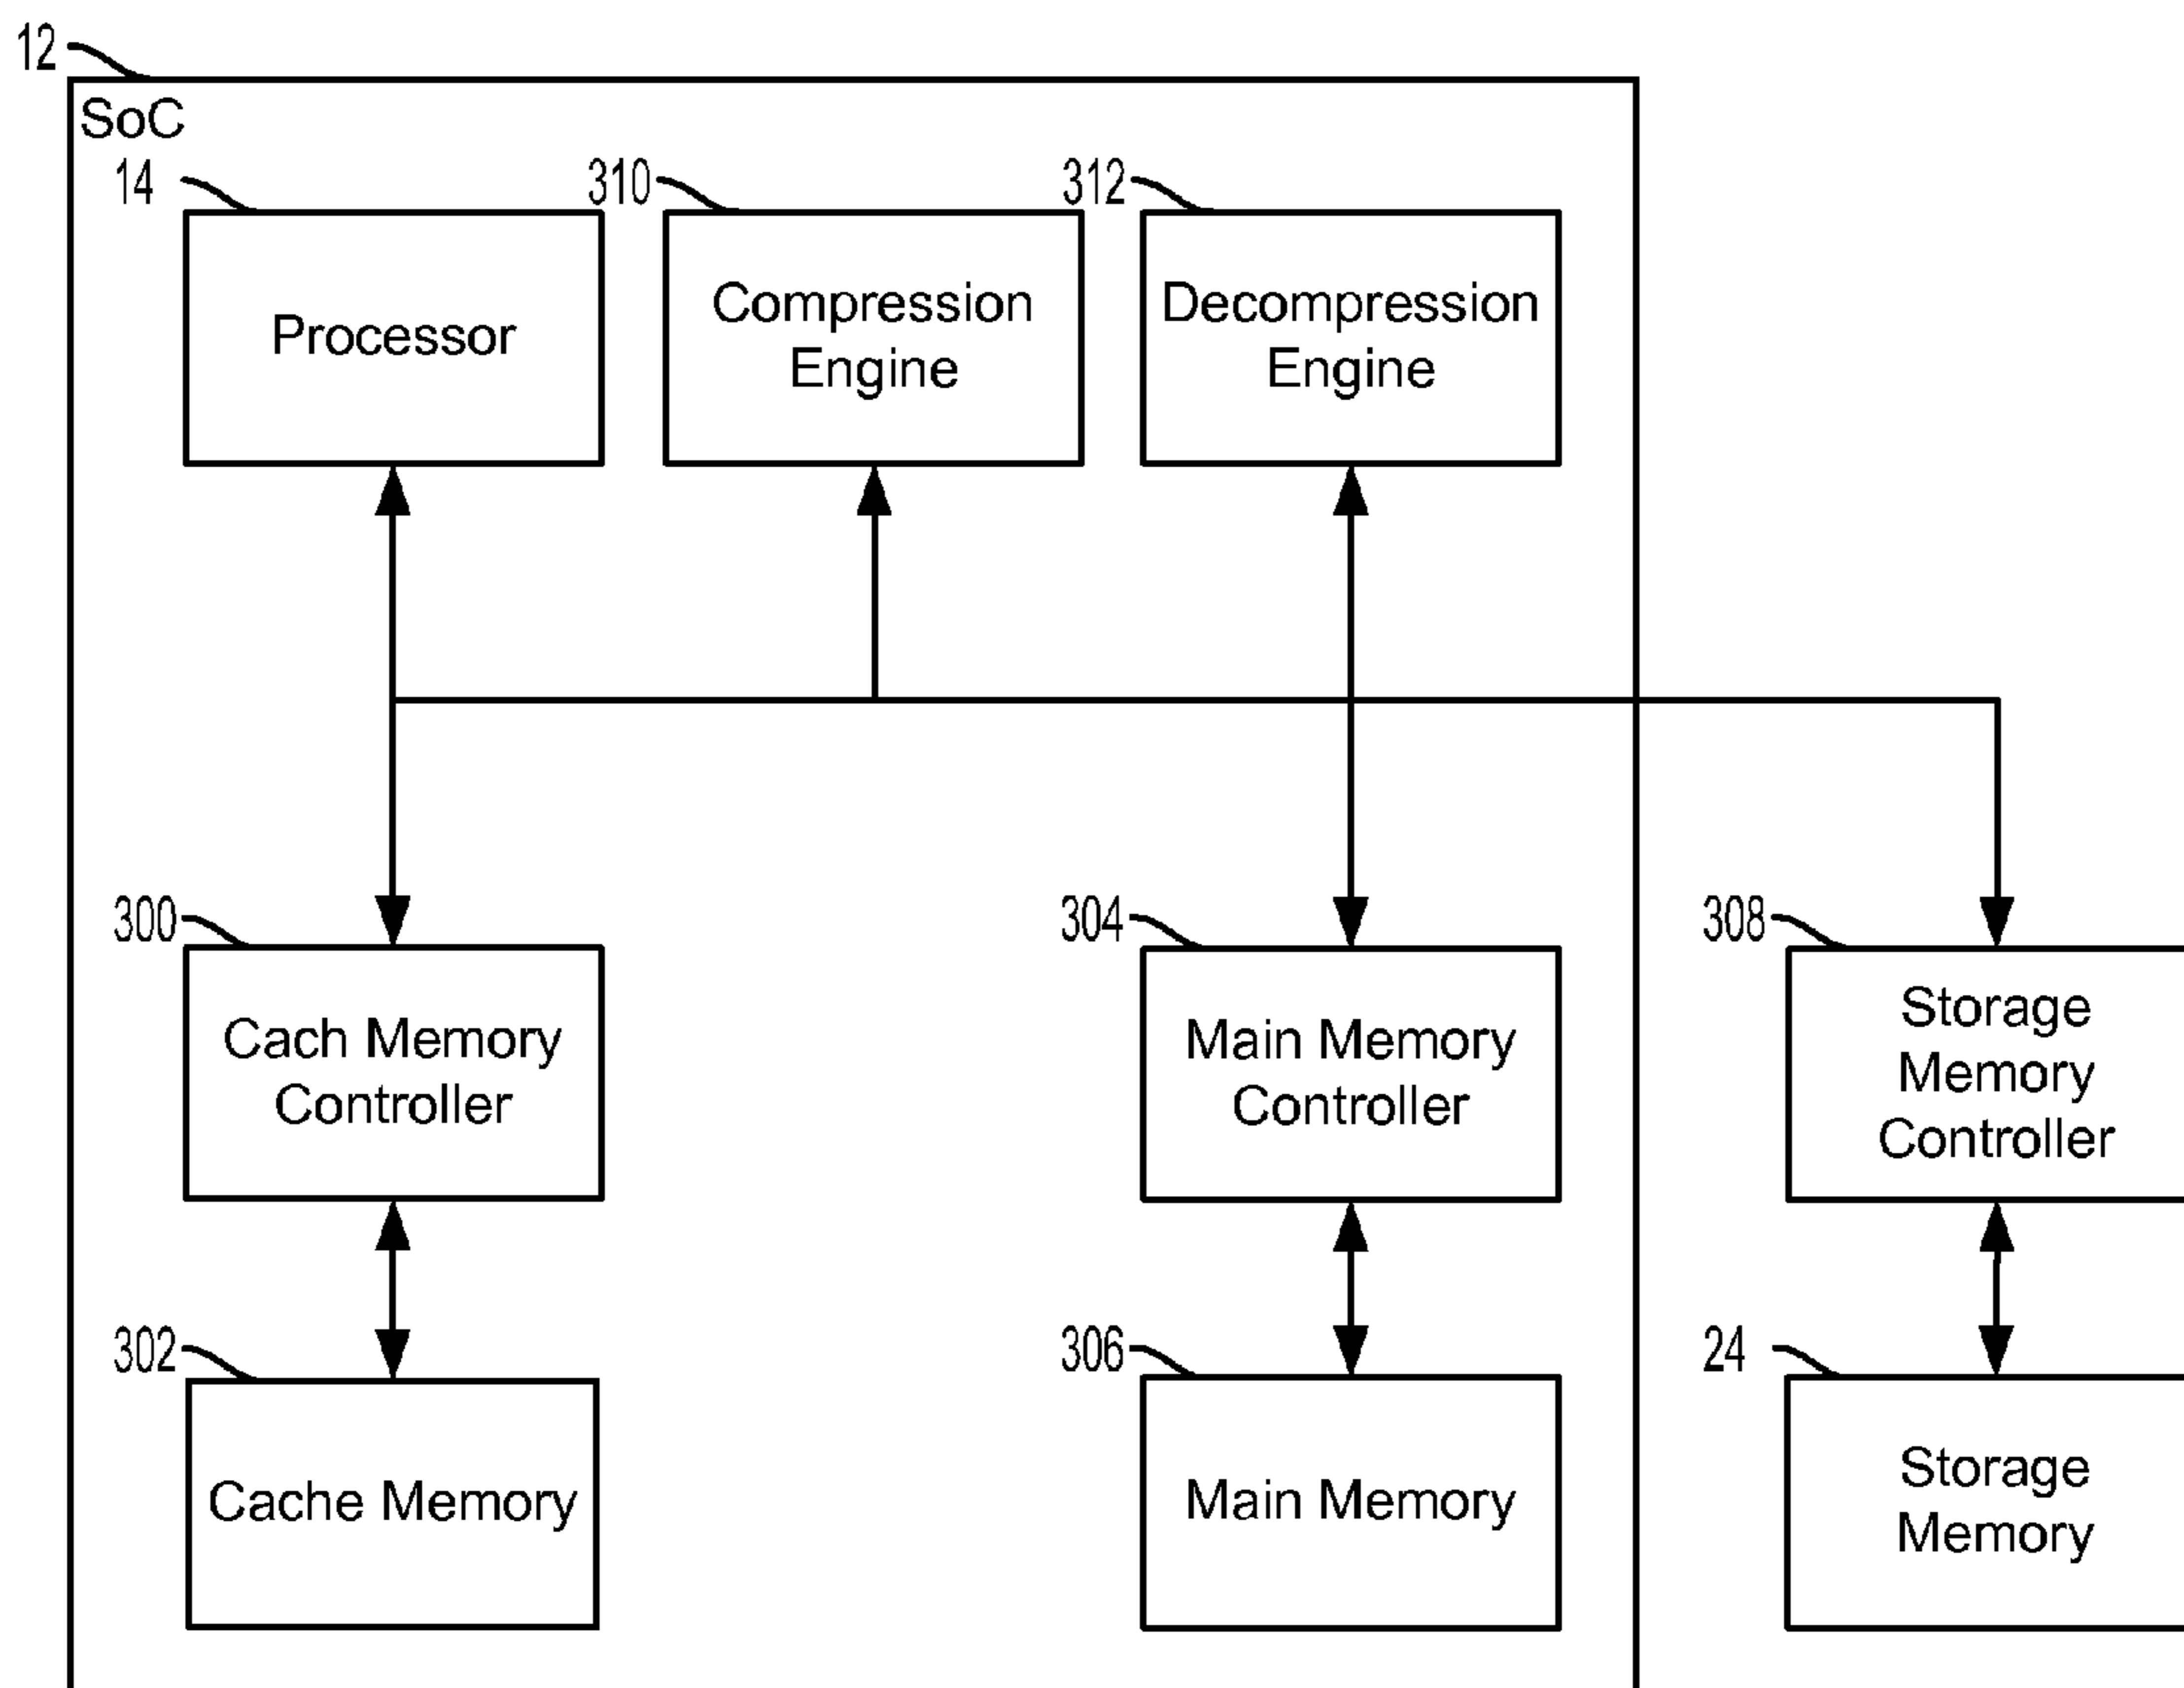 12
SoC
14
310
312
Processor
Compression
Engine
Decompression
Engine
300
304
308
Cach Memory
Controller
Main Memory
Controller
Storage
Memory
Controller
302
306
24
Cache Memory
Main Memory
Storage
Memory